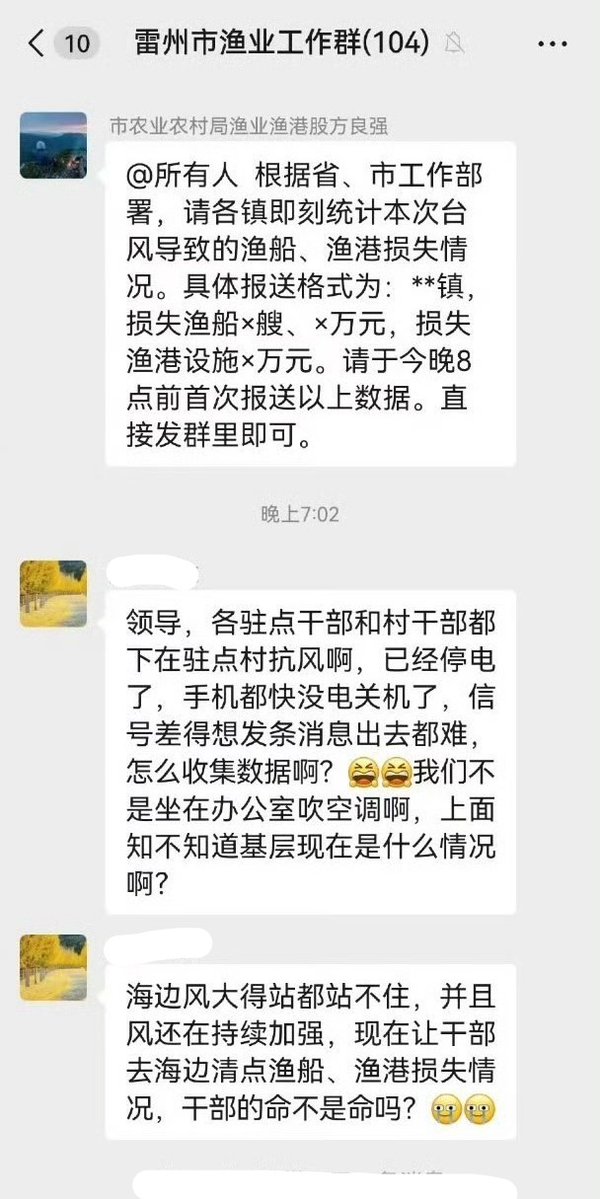 10 雷州市渔业工作群(104)
市农业农村局渔业渔港股方良强
@所有人 根据省、市工作部
署，请各镇即刻统计本次台
风导致的渔船、渔港损失情
况。具体报送格式为：**镇，
损失渔船×艘、×万元，损失
渔港设施×万元。请于今晚8
点前首次报送以上数据。直
接发群里即可。
晚上7:02
领导，各驻点干部和村干部都
下在驻点村抗风啊，已经停电
了，手机都快没电关机了，信
号差得想发条消息出去都难，
怎么收集数据啊？😆😆我们不
是坐在办公室吹空调啊，上面
知不知道基层现在是什么情况
啊？
海边风大得站都站不住，并且
风还在持续加强，现在让干部
去海边清点渔船、渔港损失情
况，干部的命不是命吗？🥹🥹